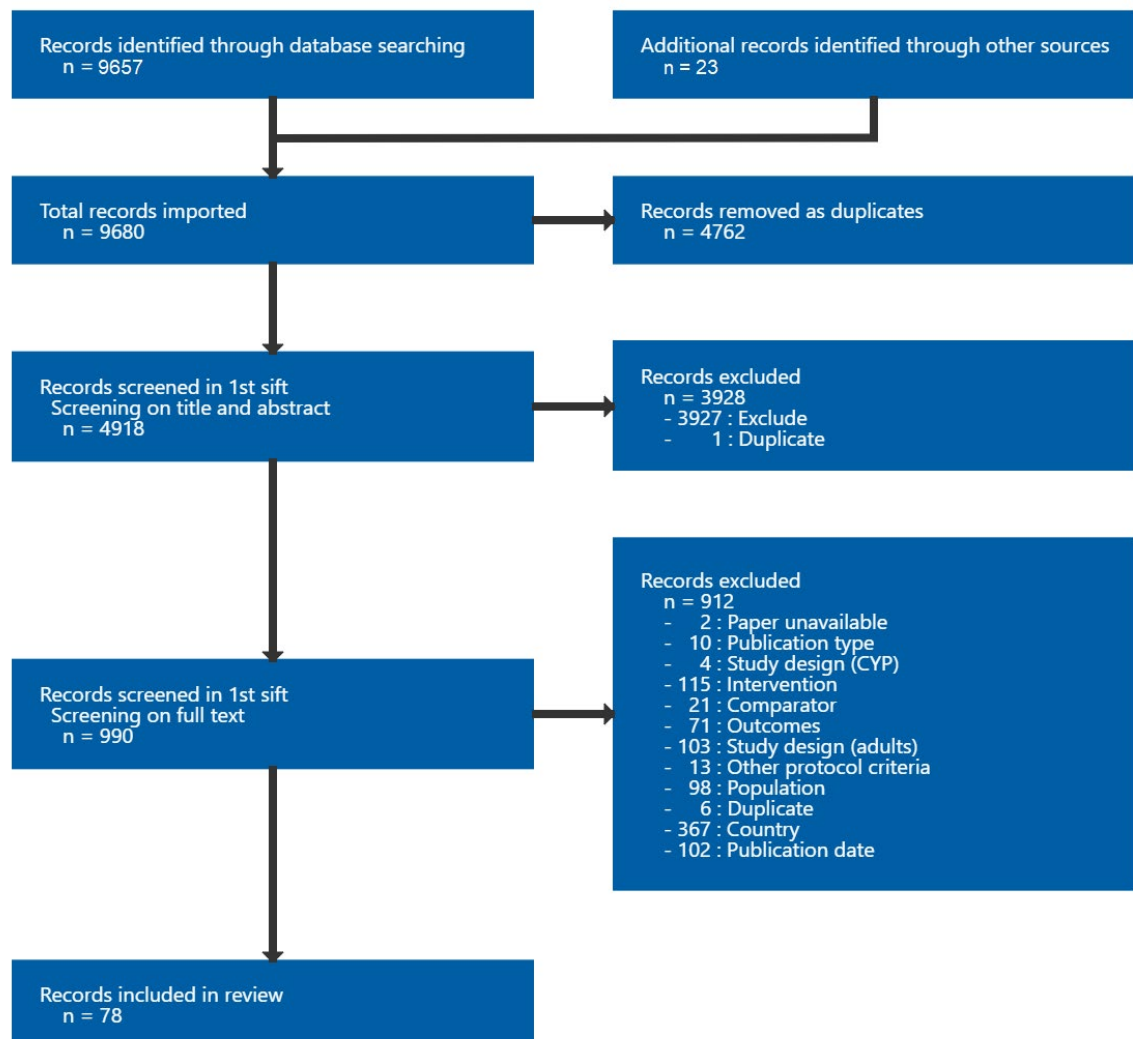 Records identified through database searching
n = 9657
Additional records identified through other sources
n = 23
Total records imported
n = 9680
Records removed as duplicates
n = 4762
Records screened in 1st sift
Screening on title and abstract
n = 4918
Records excluded
n = 3928
- 3927 : Exclude
- 1 : Duplicate
Records screened in 1st sift
Screening on full text
n = 990
Records excluded
n = 912
- 2 : Paper unavailable
- 10 : Publication type
- 4 : Study design (CYP)
- 115 : Intervention
- 21 : Comparator
- 71 : Outcomes
- 103 : Study design (adults)
- 13 : Other protocol criteria
- 98 : Population
- 6 : Duplicate
- 367 : Country
- 102 : Publication date
Records included in review
n = 78